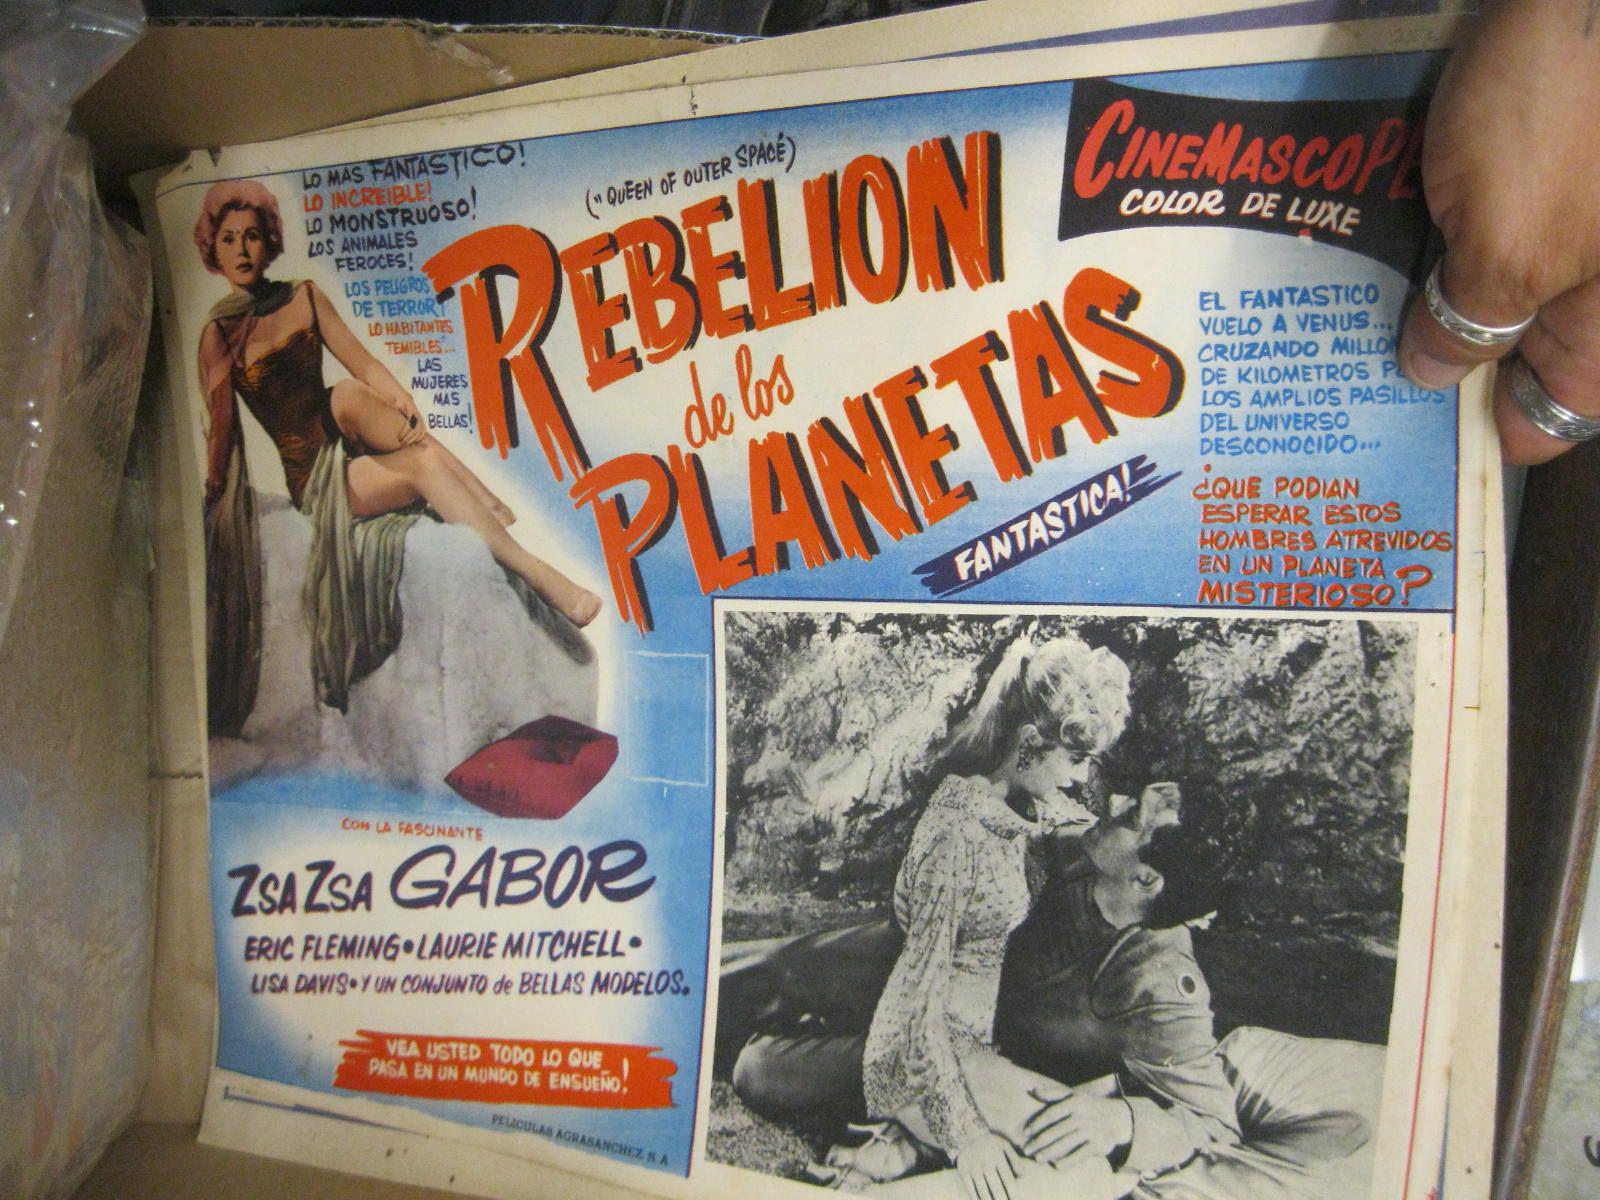 LO MAS FANTASTICO!
LO INCREIBLE!
LO MONSTRUOSO!
LOS ANIMALES
FEROCES!
LOS PELIGROS
DE TERROR!
LO HABITANTES
TEMIBLES...
LAS
MUJERES
MAS
BELLAS!
("QUEEN OF OUTER SPACE)
REBELION
de los
PLANETAS
FANTASTICA!
CINEMASCOPE
COLOR DE LUXE
EL FANTASTICO
VUELO A VENUS...
CRUZANDO
DE KILOMETROS
LOS AMPLIOS PASILLOS
DEL UNIVERSO
DESCONOCIDO...
¿QUE PODIAN
ESPERAR ESTOS
HOMBRES ATREVIDOS
EN UN PLANETA
MISTERIOSO?
CON LA FASCINANTE
ZSA ZSA GABOR
ERIC FLEMING • LAURIE MITCHELL •
LISA DAVIS • Y UN CONJUNTO de BELLAS MODELOS.
VEA USTED TODO LO QUE
PASA EN UN MUNDO DE ENSUEÑO!
PELICULAS AGRASANCHEZ S A